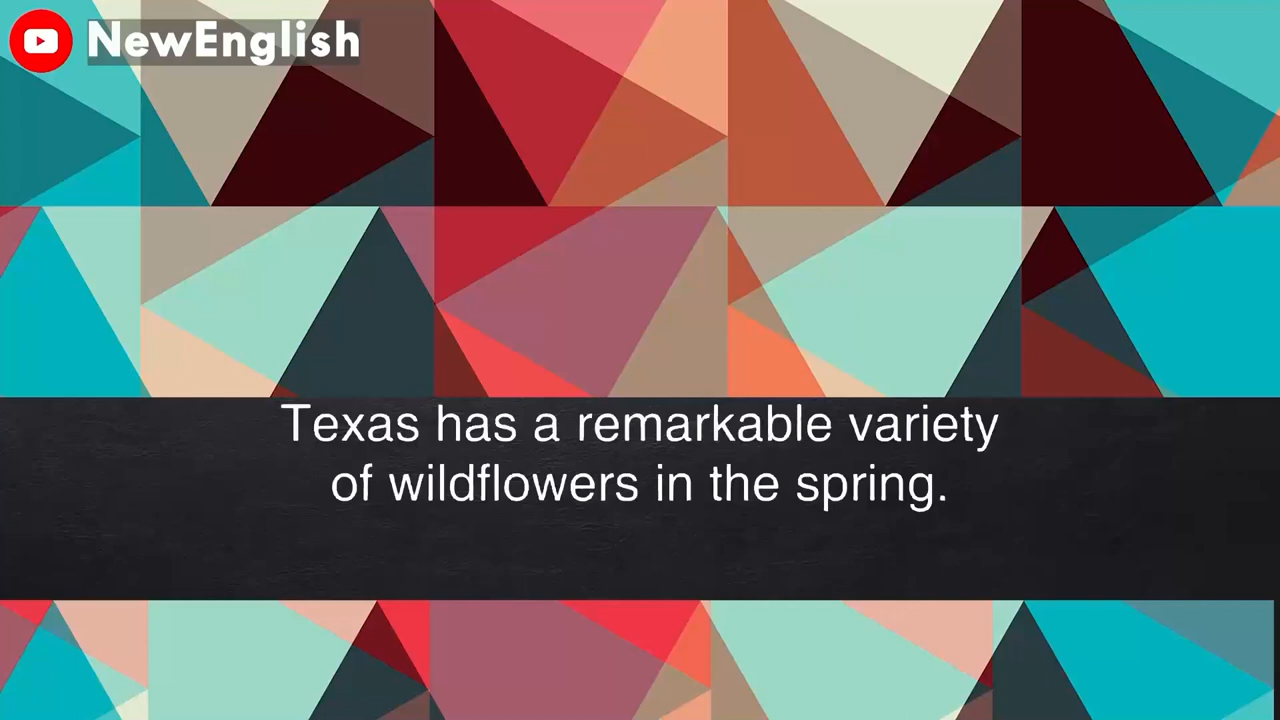 NewEnglish
Texas has a remarkable variety
of wildflowers in the spring.